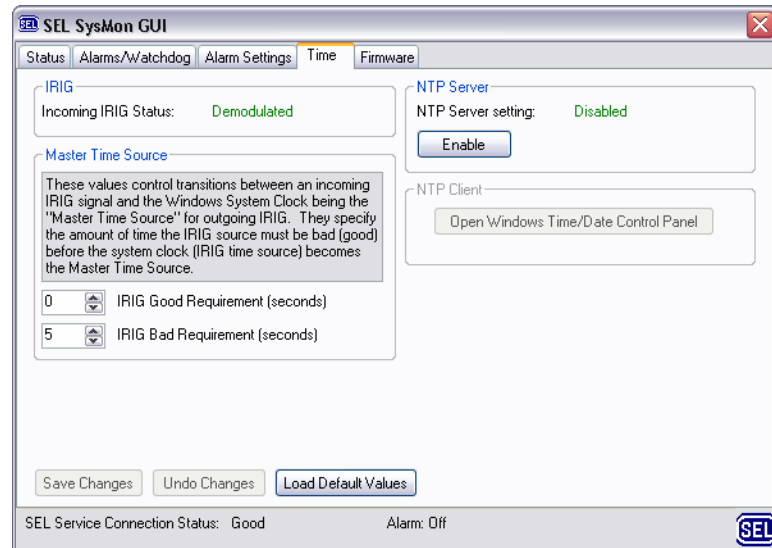 SEL SysMon GUI
Status Alarms/Watchdog Alarm Settings Time Firmware
IRIG
Incoming IRIG Status: Demodulated
Master Time Source
These values control transitions between an incoming
IRIG signal and the Windows System Clock being the
"Master Time Source" for outgoing IRIG. They specify
the amount of time the IRIG source must be bad (good)
before the system clock (IRIG time source) becomes
the Master Time Source.
0 IRIG Good Requirement (seconds)
5 IRIG Bad Requirement (seconds)
NTP Server
NTP Server setting: Disabled
Enable
NTP Client
Open Windows Time/Date Control Panel
Save Changes Undo Changes Load Default Values
SEL Service Connection Status: Good Alarm: Off
SEL